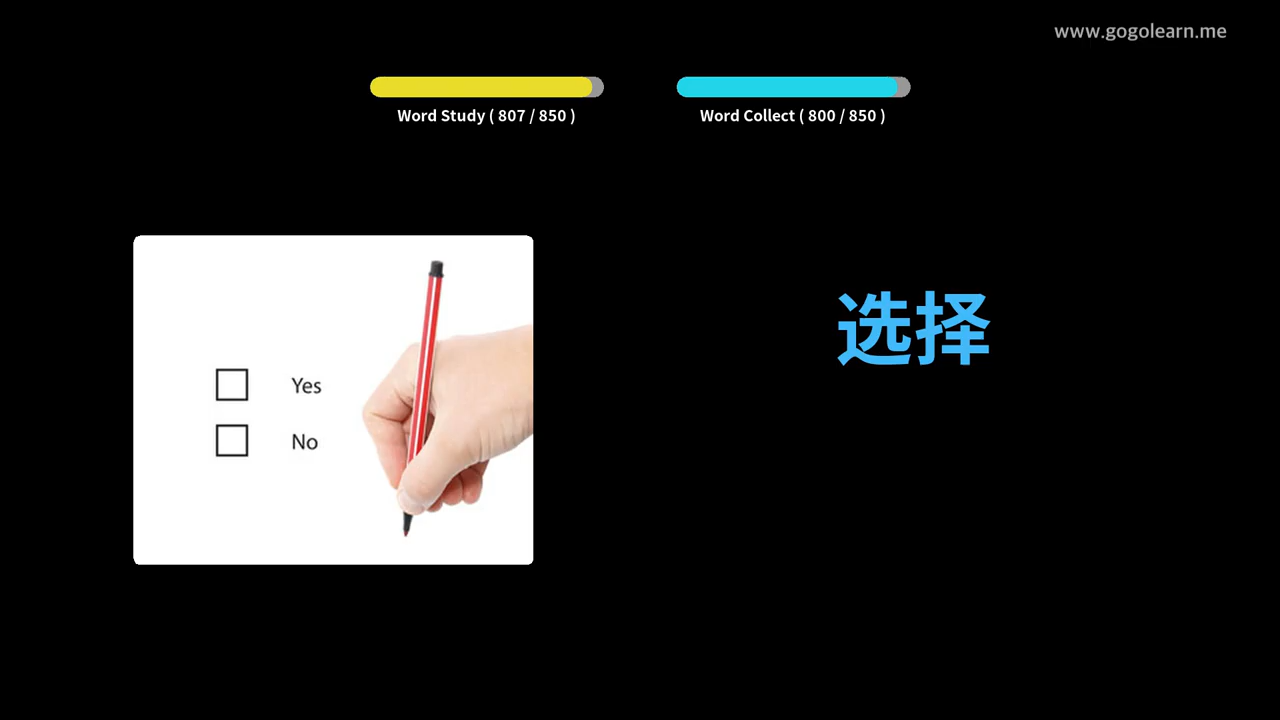 www.gogolearn.me
Word Study ( 807 / 850 )
Word Collect ( 800 / 850 )
选择
Yes
No